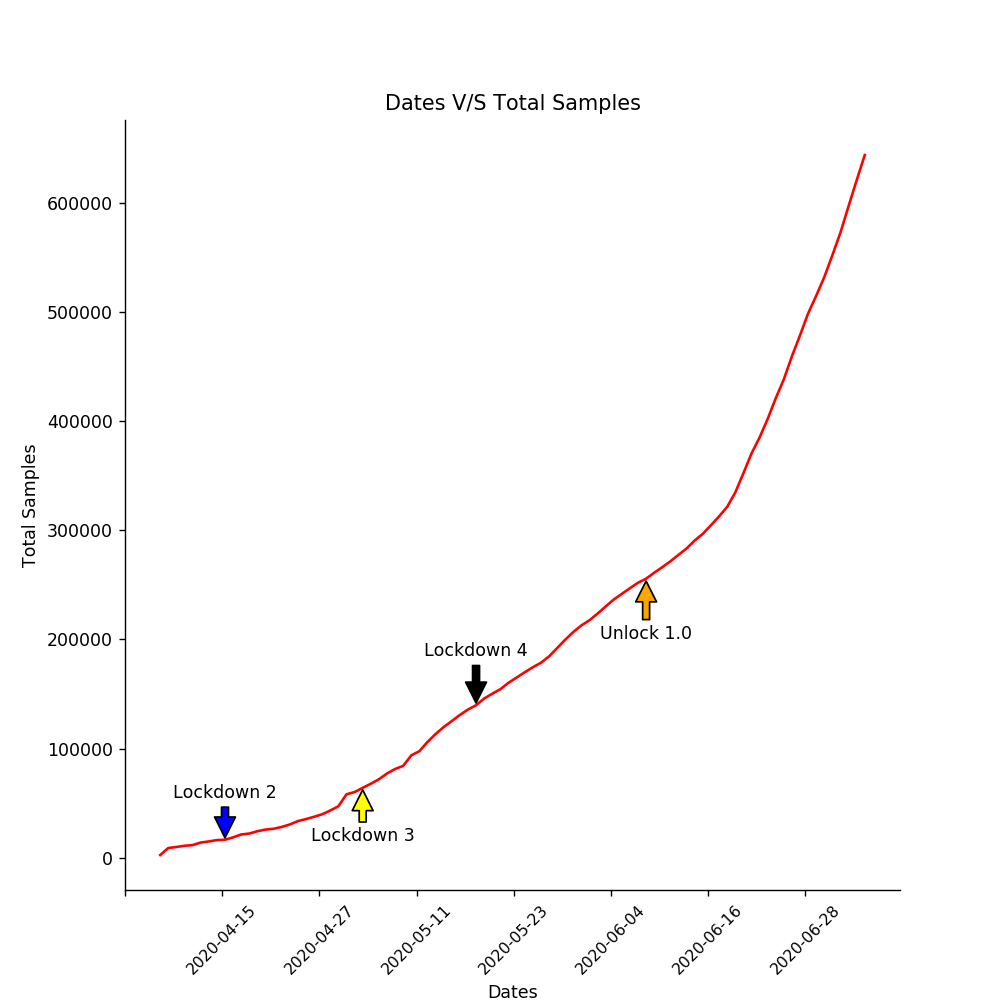 Dates V/S Total Samples
600000
500000
400000
300000
200000
100000
0
Total Samples
Lockdown 2
Lockdown 3
Lockdown 4
Unlock 1.0
2020-04-15
2020-04-27
2020-05-11
2020-05-23
2020-06-04
2020-06-16
2020-06-28
Dates